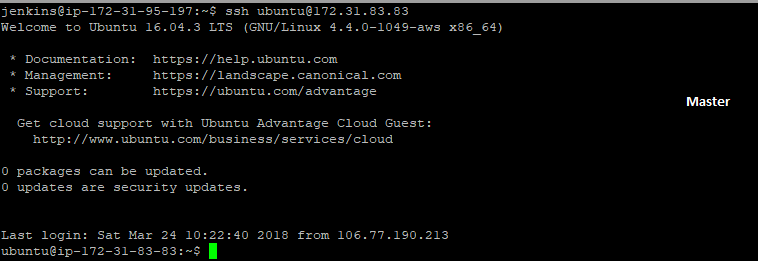 jenkins@ip-172-31-95-197:~$ ssh ubuntu@172.31.83.83
Welcome to Ubuntu 16.04.3 LTS (GNU/Linux 4.4.0-1049-aws x86_64)
* Documentation:  https://help.ubuntu.com
* Management:     https://landscape.canonical.com
* Support:        https://ubuntu.com/advantage
Master
Get cloud support with Ubuntu Advantage Cloud Guest:
http://www.ubuntu.com/business/services/cloud
0 packages can be updated.
0 updates are security updates.
Last login: Sat Mar 24 10:22:40 2018 from 106.77.190.213
ubuntu@ip-172-31-83-83:~$